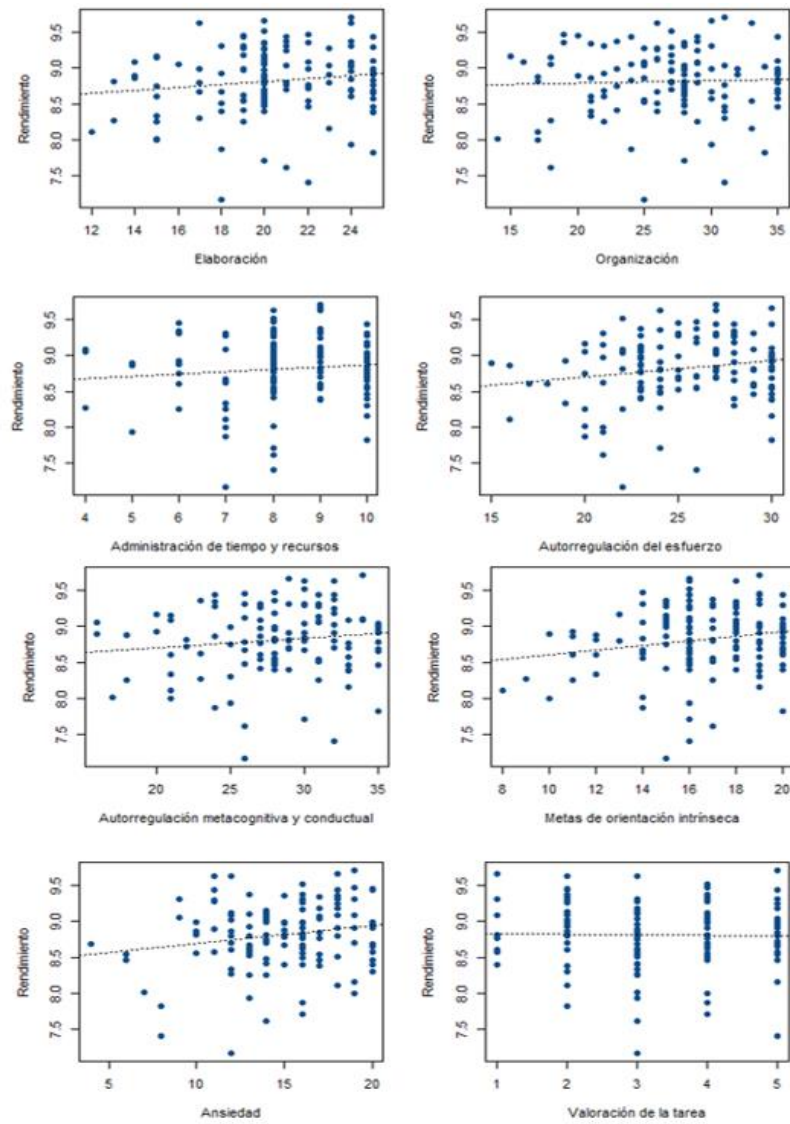 Rendimiento
9.5
9.0
8.5
8.0
7.5
12 14 16 18 20 22 24
Elaboración
Rendimiento
9.5
9.0
8.5
8.0
7.5
15 20 25 30 35
Organización
Rendimiento
9.5
9.0
8.5
8.0
7.5
4 5 6 7 8 9 10
Administración de tiempo y recursos
Rendimiento
9.5
9.0
8.5
8.0
7.5
15 20 25 30
Autorregulación del esfuerzo
Rendimiento
9.5
9.0
8.5
8.0
7.5
20 25 30 35
Autorregulación metacognitiva y conductual
Rendimiento
9.5
9.0
8.5
8.0
7.5
8 10 12 14 16 18 20
Metas de orientación intrínseca
Rendimiento
9.5
9.0
8.5
8.0
7.5
5 10 15 20
Ansiedad
Rendimiento
9.5
9.0
8.5
8.0
7.5
1 2 3 4 5
Valoración de la tarea